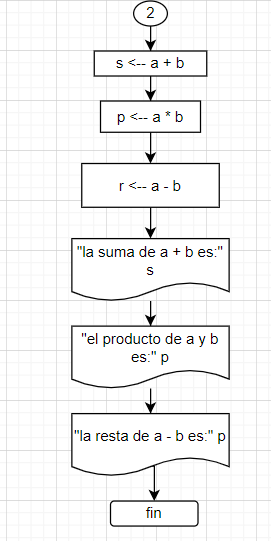 2
s <-- a + b
p <-- a * b
r <-- a - b
"la suma de a + b es:"
s
"el producto de a y b
es:" p
"la resta de a - b es:" p
fin